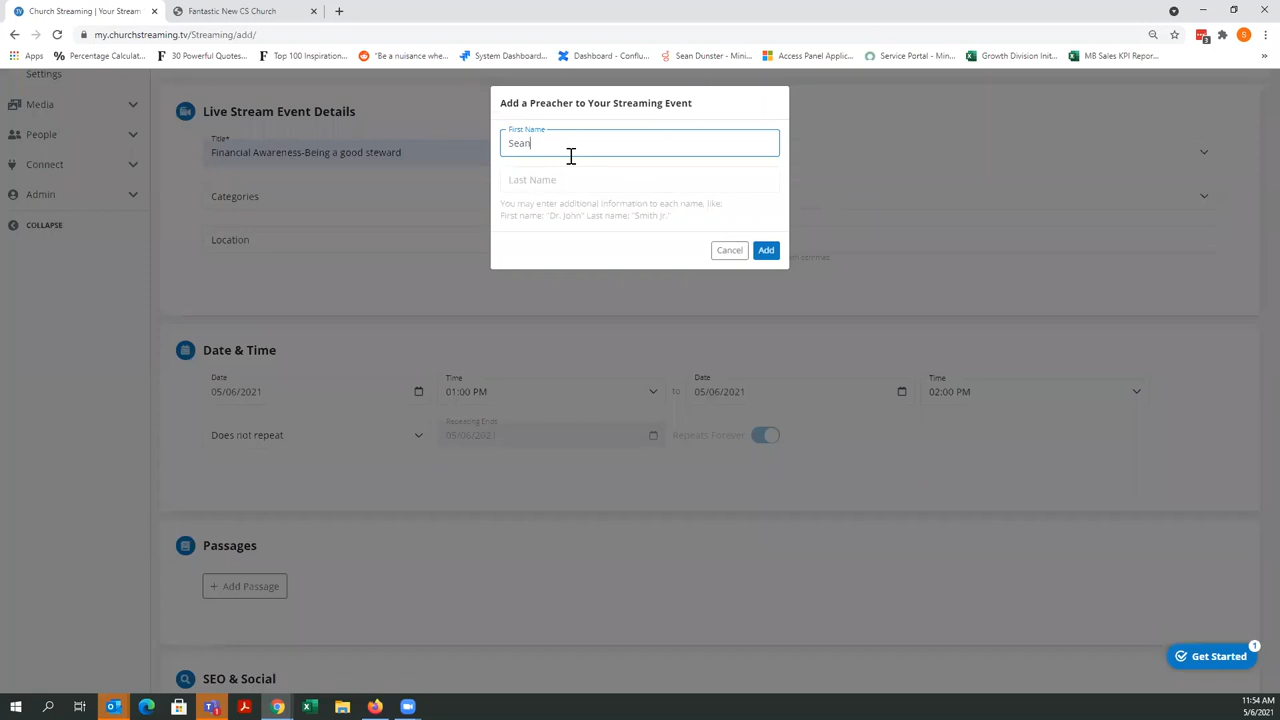 Church Streaming | Your Stream
Fantastic New CS Church
my.churchstreaming.tv/Streaming/add/
3
S
Apps
Percentage Calculat...
30 Powerful Quotes...
Top 100 Inspiration...
"Be a nuisance whe...
System Dashboard...
Dashboard - Conflu...
Sean Dunster - Mini...
Access Panel Applic...
Service Portal - Min...
Growth Division Init...
MB Sales KPI Repor...
»
Settings
Media
People
Connect
Admin
COLLAPSE
Live Stream Event Details
Title*
Financial Awareness-Being a good steward
Categories
Location
Add a Preacher to Your Streaming Event
First Name
Sean
Last Name
You may enter additional information to each name, like:
First name: "Dr. John" Last name: "Smith Jr."
Cancel
Add
Date & Time
Date
05/06/2021
Time
01:00 PM
to
Date
05/06/2021
Time
02:00 PM
Does not repeat
Repeating Ends
05/06/2021
Repeats Forever
Passages
+ Add Passage
SEO & Social
Get Started
1
11:54 AM
5/6/2021